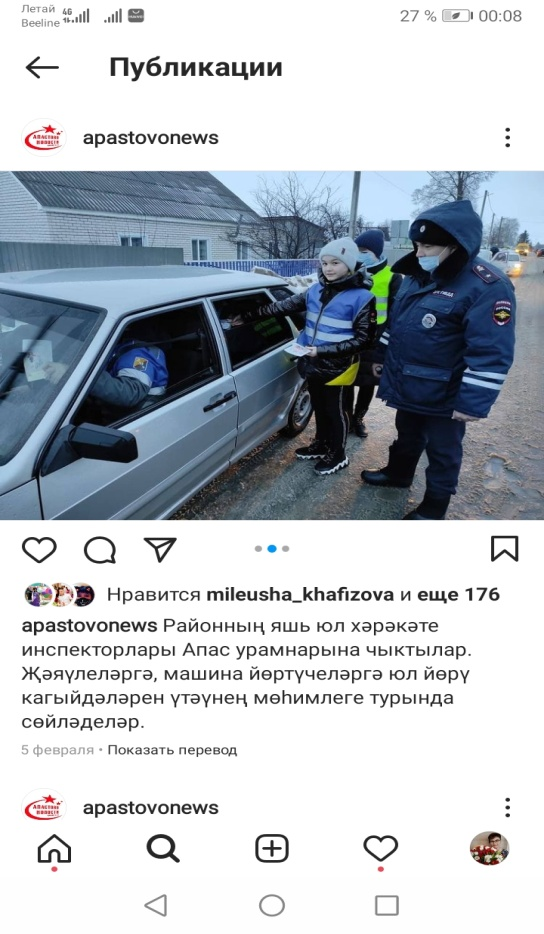 Летай
Beeline 4G 27 % 00:08
Публикации
apastovonews
Нравится mileusha_khafizova и еще 176
apastovonews Районның яшь юл хәрәкәте
инспекторлары Апас урамнарына чыктылар.
Җәяүлеләргә, машина йөртүчеләргә юл йөрү
кагыйдәләрен үтәүнең мөһимлеге турында
сөйләделәр.
5 февраля • Показать перевод
apastovonews